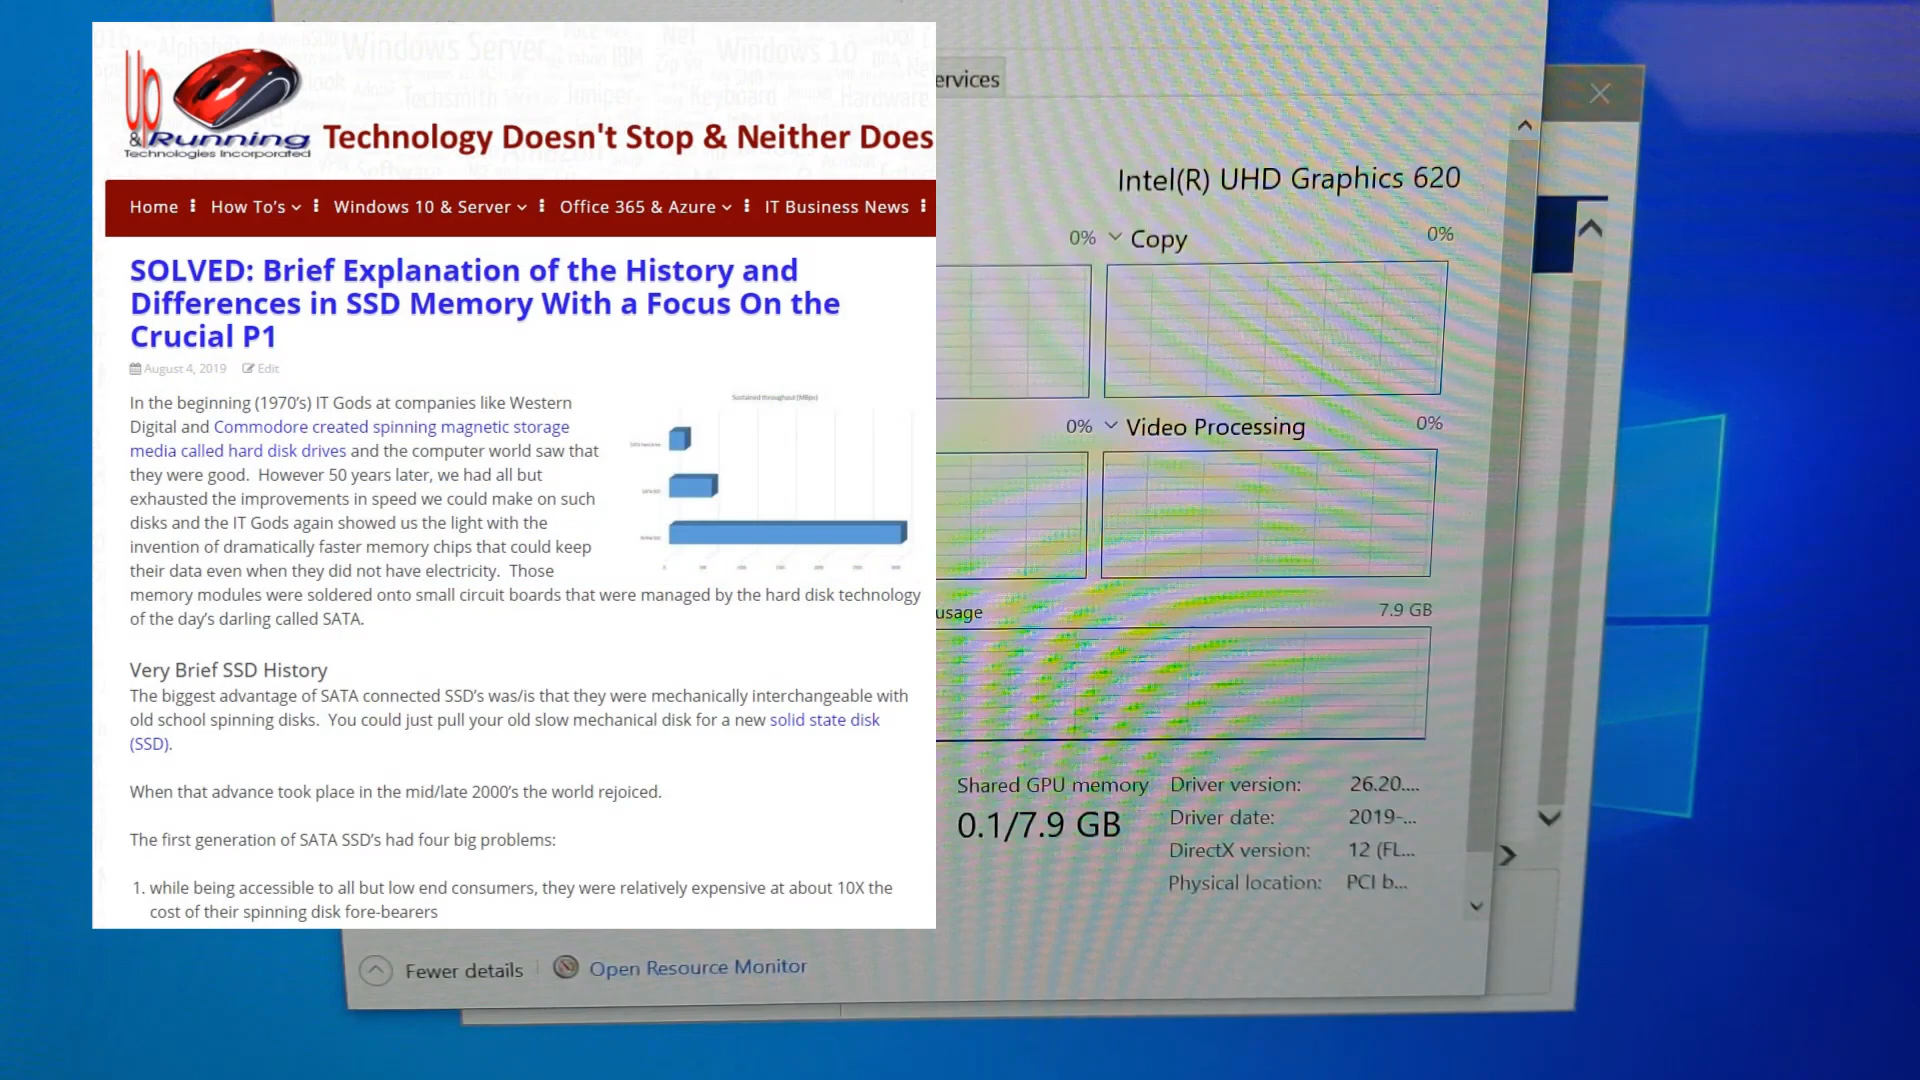 Up
& Running
Technologies Incorporated
Technology Doesn't Stop & Neither Does
Home
How To's
Windows 10 & Server
Office 365 & Azure
IT Business News
SOLVED: Brief Explanation of the History and
Differences in SSD Memory With a Focus On the
Crucial P1
August 4, 2019
Edit
In the beginning (1970's) IT Gods at companies like Western
Digital and Commodore created spinning magnetic storage
media called hard disk drives and the computer world saw that
they were good. However 50 years later, we had all but
exhausted the improvements in speed we could make on such
disks and the IT Gods again showed us the light with the
invention of dramatically faster memory chips that could keep
their data even when they did not have electricity. Those
memory modules were soldered onto small circuit boards that were managed by the hard disk technology
of the day's darling called SATA.
Sustained throughput (MBps)
Very Brief SSD History
The biggest advantage of SATA connected SSD's was/is that they were mechanically interchangeable with
old school spinning disks. You could just pull your old slow mechanical disk for a new solid state disk
(SSD).
When that advance took place in the mid/late 2000's the world rejoiced.
The first generation of SATA SSD's had four big problems:
1. while being accessible to all but low end consumers, they were relatively expensive at about 10X the
cost of their spinning disk fore-bearers
ervices
Intel(R) UHD Graphics 620
0% Copy 0%
0% Video Processing 0%
usage 7.9 GB
Shared GPU memory
0.1/7.9 GB
Driver version: 26.20....
Driver date: 2019-...
DirectX version: 12 (FL...
Physical location: PCI b...
Fewer details
Open Resource Monitor